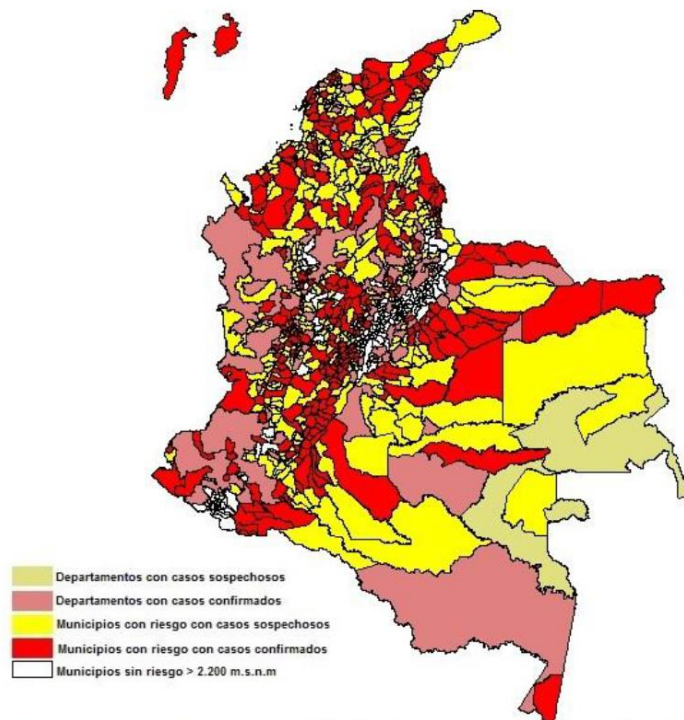 Departamentos con casos sospechosos
Departamentos con casos confirmados
Municipios con riesgo con casos sospechosos
Municipios con riesgo con casos confirmados
Municipios sin riesgo > 2.200 m.s.n.m